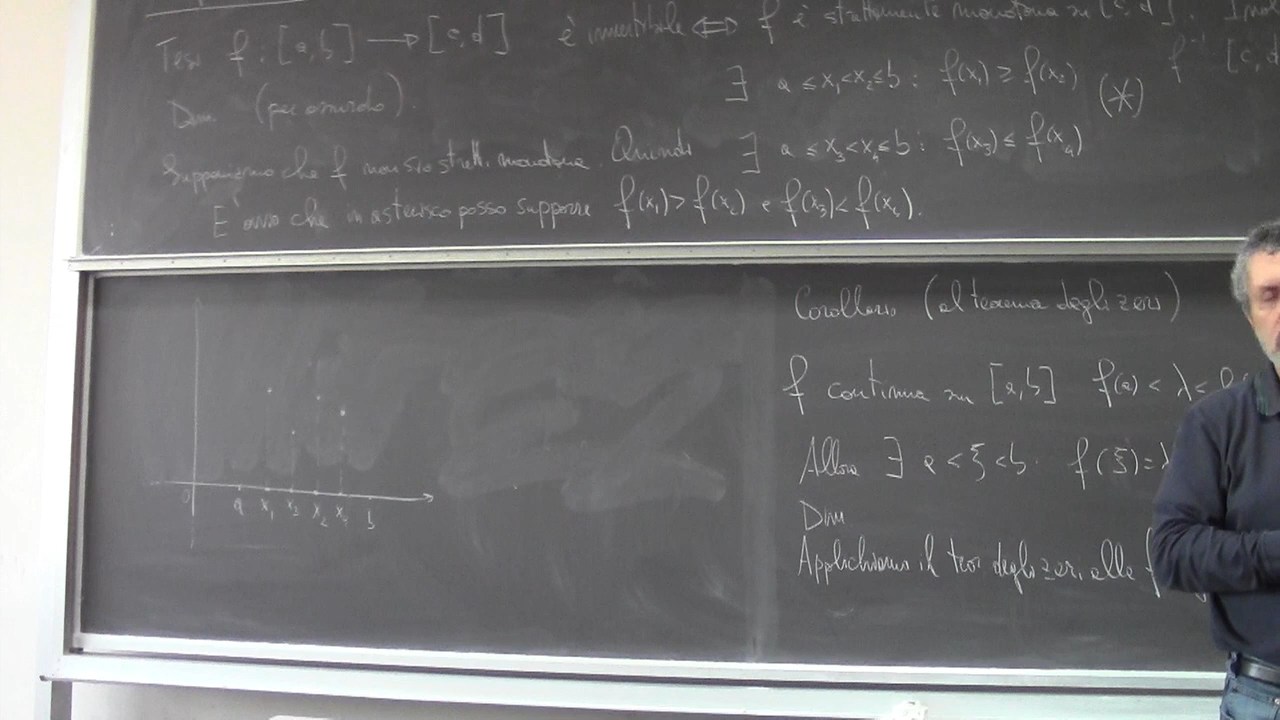 Tesi f : [a,b] → [c,d] è invertibile ⇔ f è strettamente monotona su [c,d].
f⁻¹ [c,d
Dim. (per assurdo).
∃ a ≤ x₁ < x₂ ≤ b : f(x₁) ≥ f(x₂) (*)
Supponiamo che f non sia strett. monotona. Quindi ∃ a ≤ x₃ < x₄ ≤ b : f(x₃) ≤ f(x₄)
E ovvio che in asterisco posso supporre f(x₁) > f(x₂) e f(x₃) < f(x₄).
0 a x₁ x₃ x₂ x₄ b
Corollario (al teorema degli zeri)
f continua su [a,b] f(a) < λ <
Allora ∃ a < ξ < b. f(ξ) = λ
Dim
Applichiamo il teor degli zeri alla f